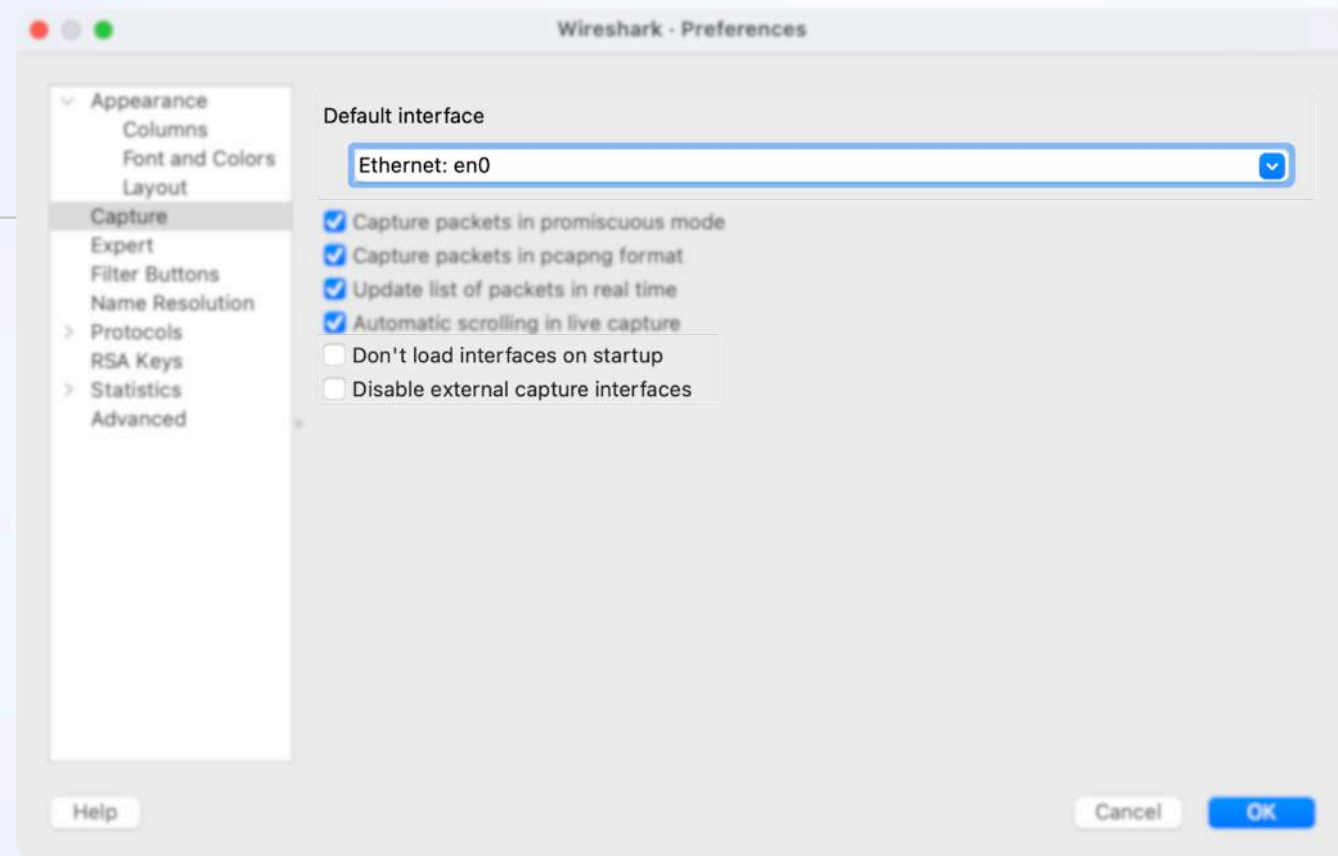 Wireshark · Preferences
Appearance
Columns
Font and Colors
Layout
Capture
Expert
Filter Buttons
Name Resolution
Protocols
RSA Keys
Statistics
Advanced
Default interface
Ethernet: en0
Capture packets in promiscuous mode
Capture packets in pcapng format
Update list of packets in real time
Automatic scrolling in live capture
Don't load interfaces on startup
Disable external capture interfaces
Help
Cancel
OK